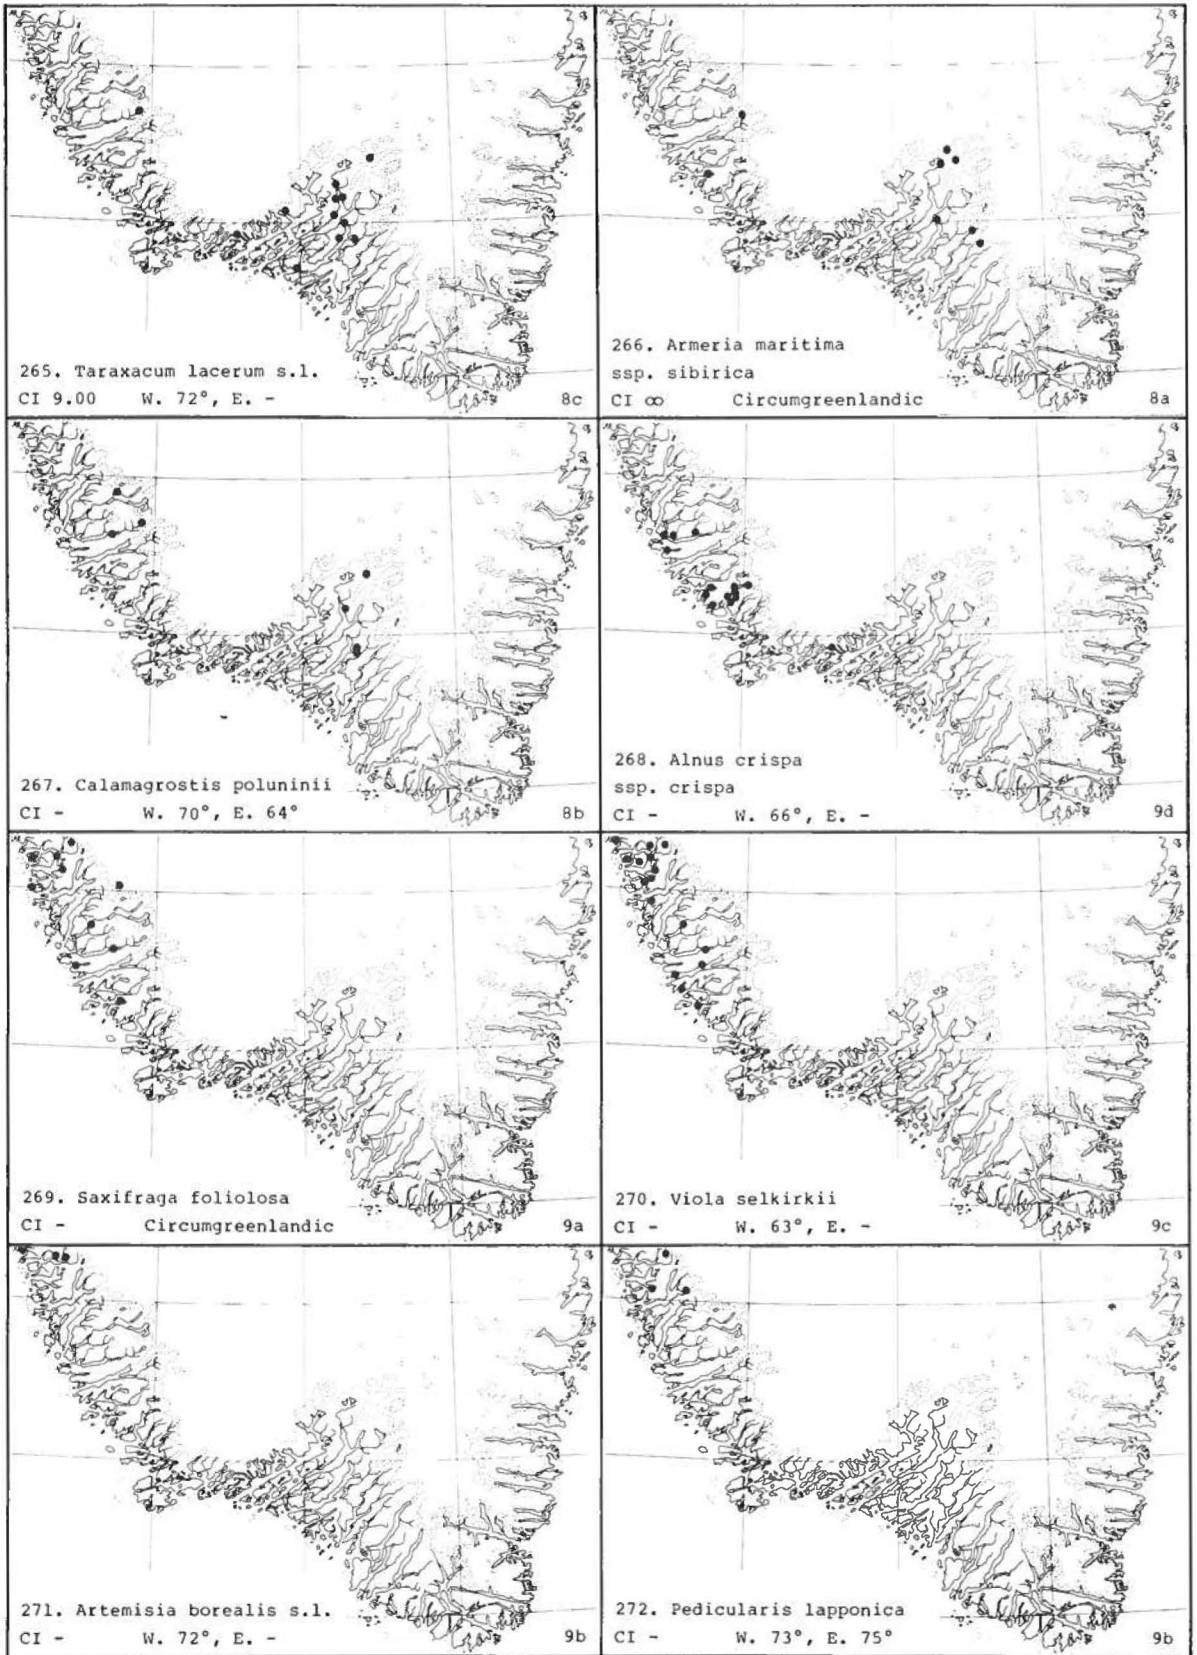 265. Taraxacum lacerum s.l.
CI 9.00 W. 72°, E. - 8c
266. Armeria maritima
ssp. sibirica
CI ∞ Circumgreenlandic 8a
267. Calamagrostis poluninii
CI - W. 70°, E. 64° 8b
268. Alnus crispa
ssp. crispa
CI - W. 66°, E. - 9d
269. Saxifraga foliolosa
CI - Circumgreenlandic 9a
270. Viola selkirkii
CI - W. 63°, E. - 9c
271. Artemisia borealis s.l.
CI - W. 72°, E. - 9b
272. Pedicularis lapponica
CI - W. 73°, E. 75° 9b